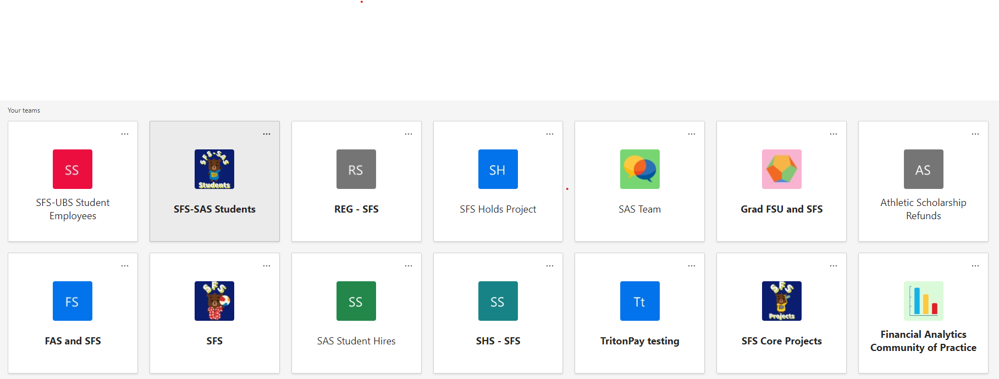 Your teams
SS
SFS-UBS Student
Employees
SFS-SAS
Students
SFS-SAS Students
RS
REG - SFS
SH
SFS Holds Project
SAS Team
Grad FSU and SFS
AS
Athletic Scholarship
Refunds
FS
FAS and SFS
SFS
SFS
SS
SAS Student Hires
SS
SHS - SFS
Tt
TritonPay testing
SFS
Projects
SFS Core Projects
Financial Analytics
Community of Practice